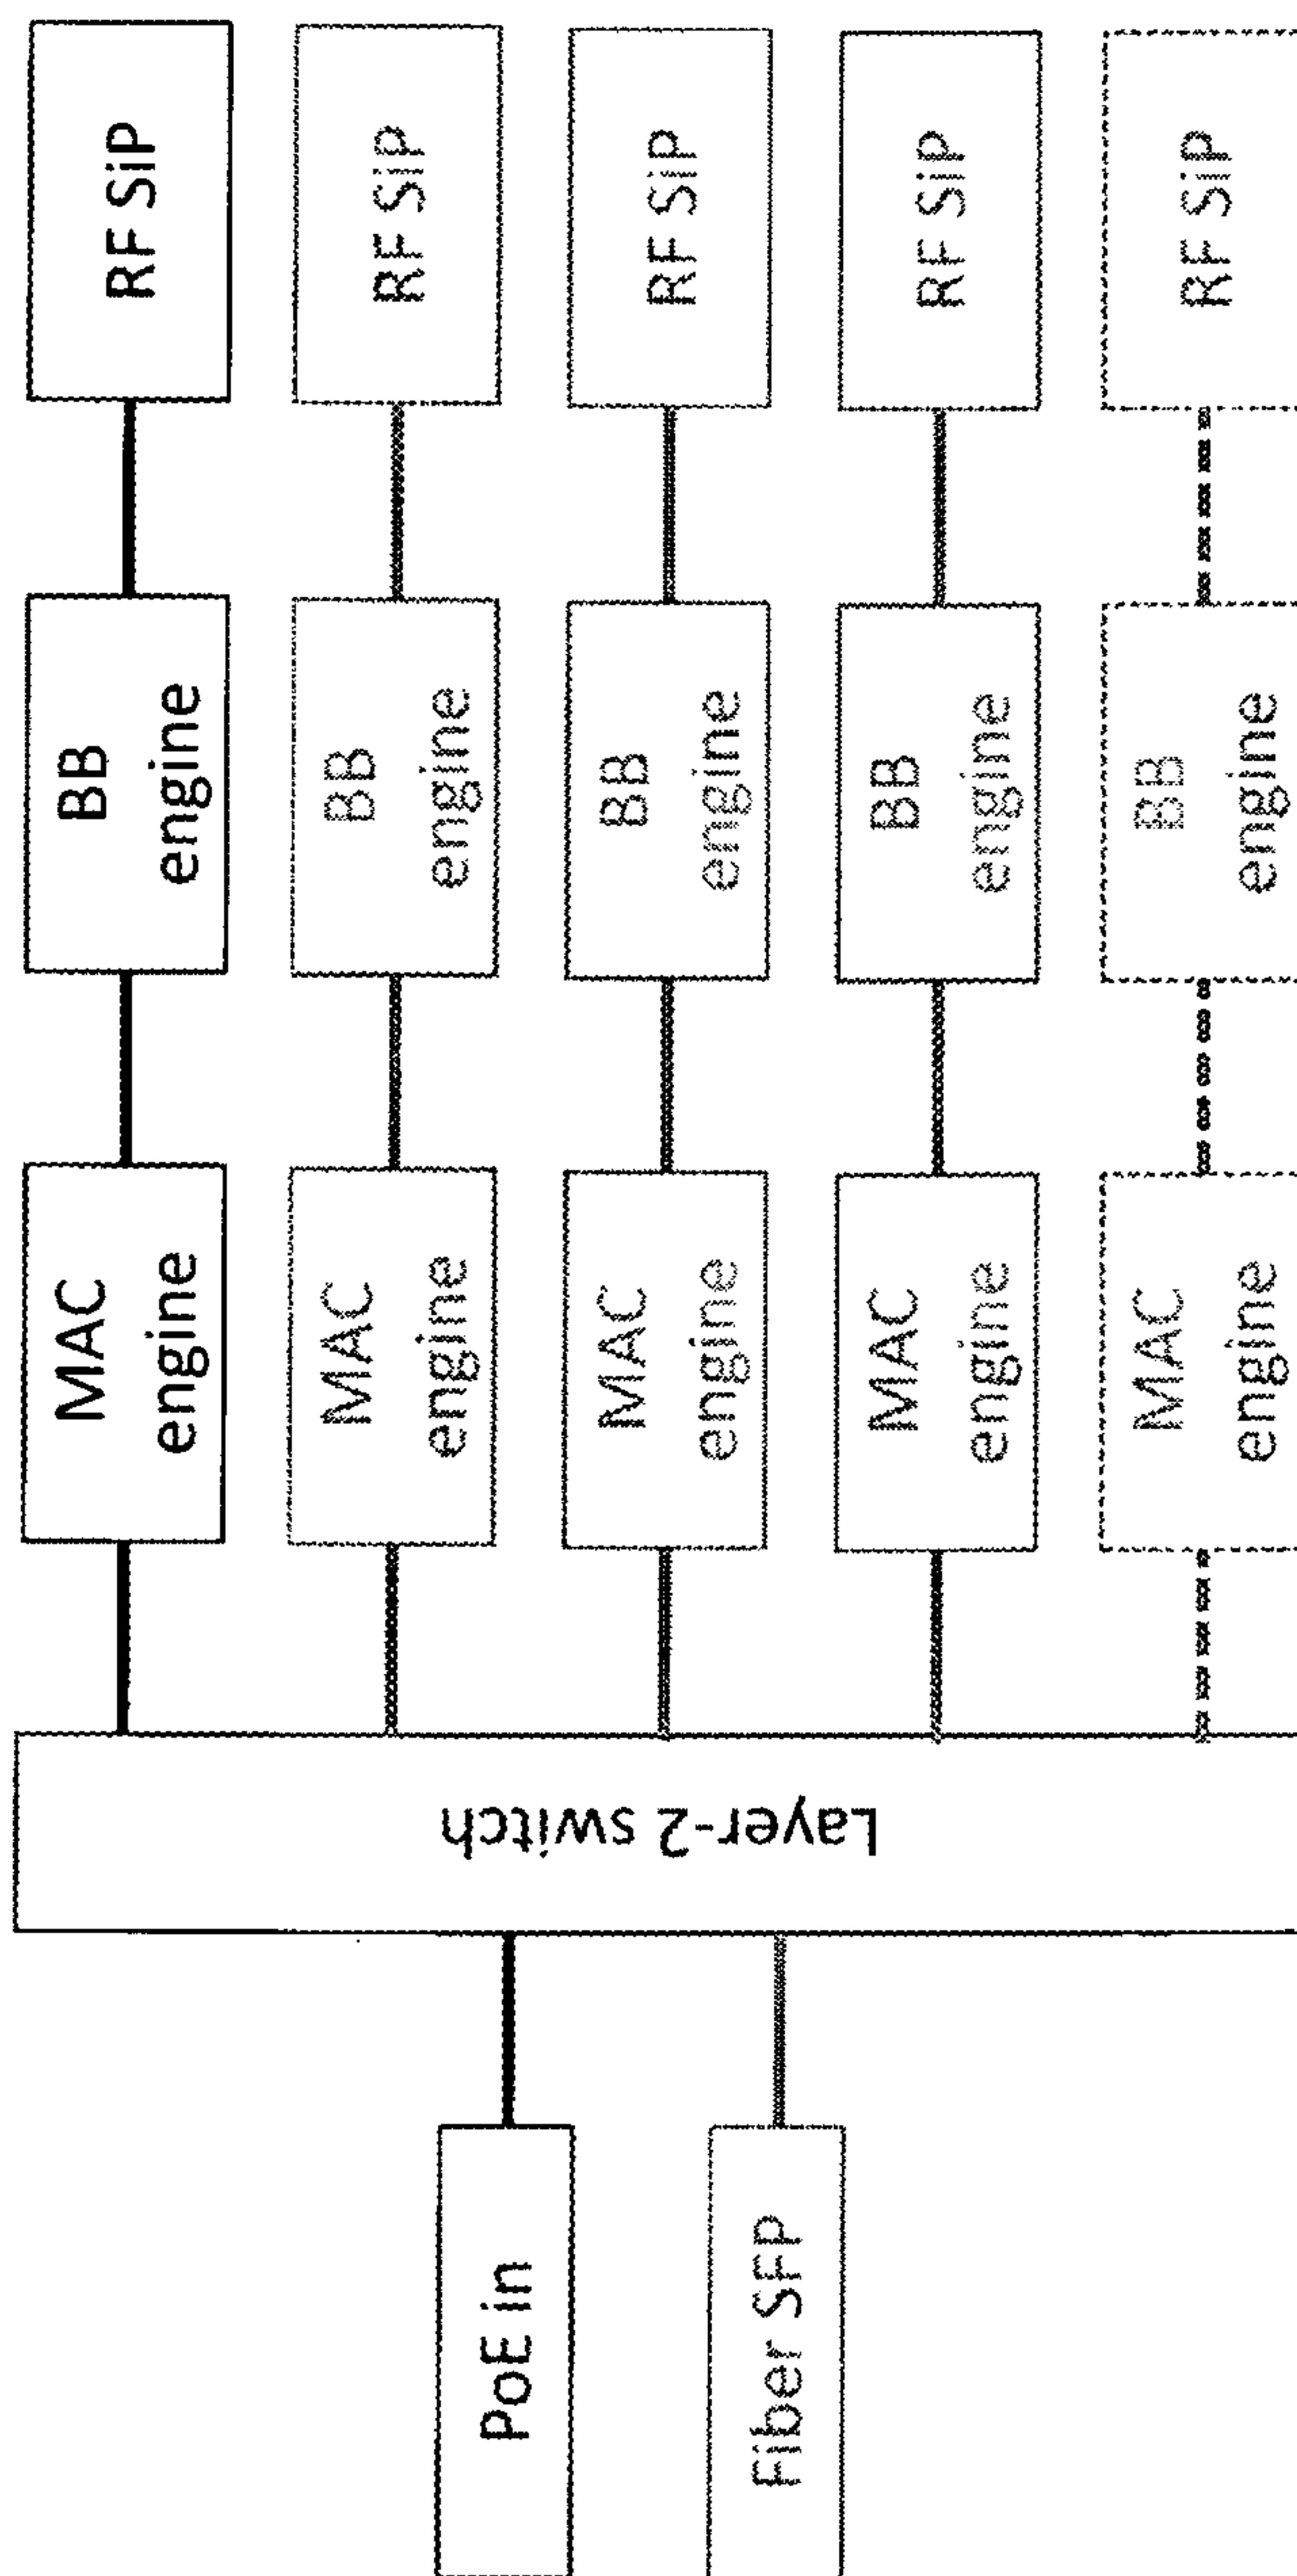 RF SiP
RF SiP
RF SiP
RF SiP
RF SiP
BB
engine
BB
engine
BB
engine
BB
engine
BB
engine
MAC
engine
MAC
engine
MAC
engine
MAC
engine
MAC
engine
Layer-2 switch
PoE in
Fiber SFP